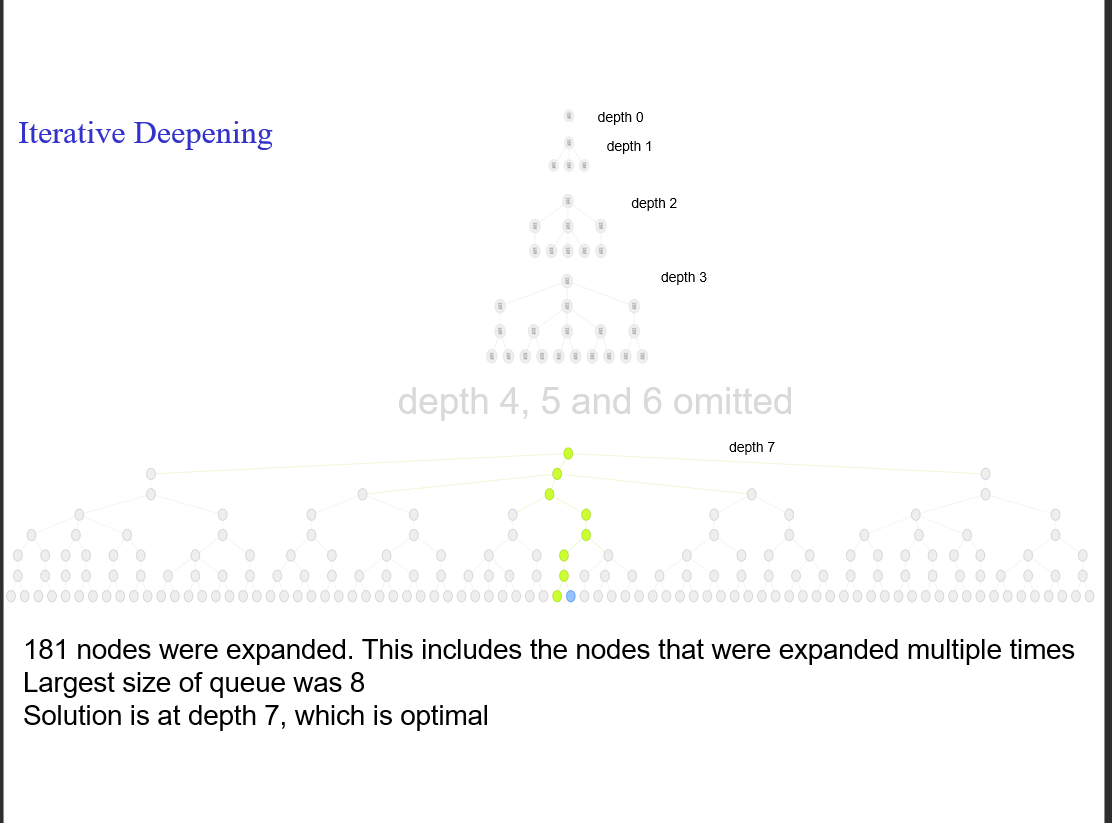 Iterative Deepening
depth 0
depth 1
depth 2
depth 3
depth 4, 5 and 6 omitted
depth 7
181 nodes were expanded. This includes the nodes that were expanded multiple times
Largest size of queue was 8
Solution is at depth 7, which is optimal